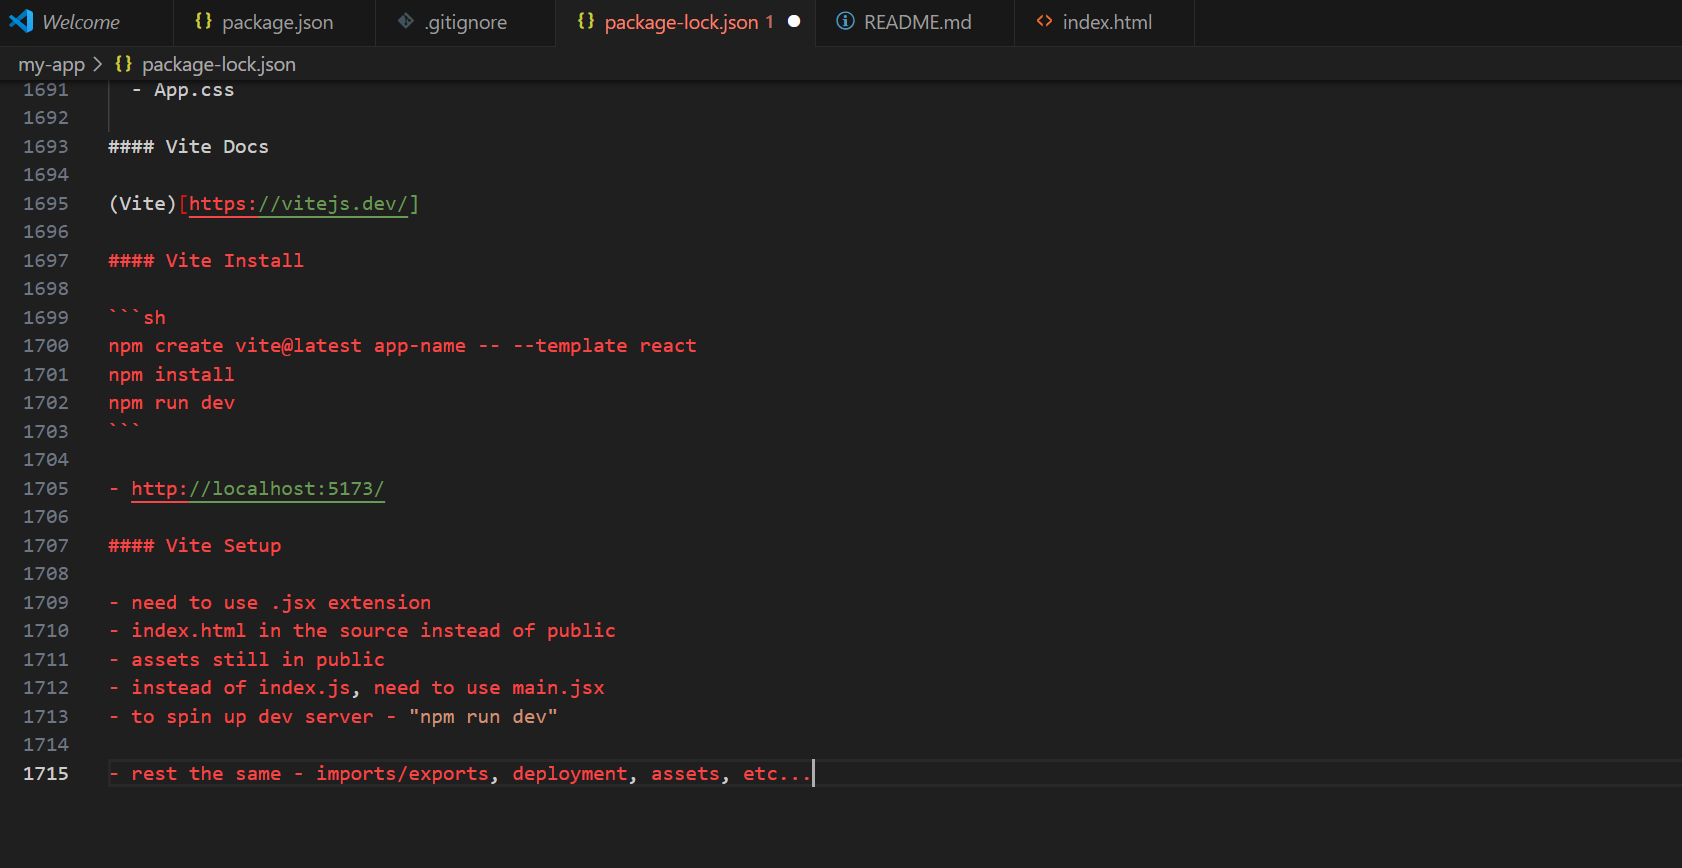 Welcome
{} package.json
.gitignore
{} package-lock.json 1
README.md
<> index.html
my-app > {} package-lock.json
1691 - App.css
1692
1693 #### Vite Docs
1694
1695 (Vite)[https://vitejs.dev/]
1696
1697 #### Vite Install
1698
1699 ```sh
1700 npm create vite@latest app-name -- --template react
1701 npm install
1702 npm run dev
1703 ```
1704
1705 - http://localhost:5173/
1706
1707 #### Vite Setup
1708
1709 - need to use .jsx extension
1710 - index.html in the source instead of public
1711 - assets still in public
1712 - instead of index.js, need to use main.jsx
1713 - to spin up dev server - "npm run dev"
1714
1715 - rest the same - imports/exports, deployment, assets, etc...